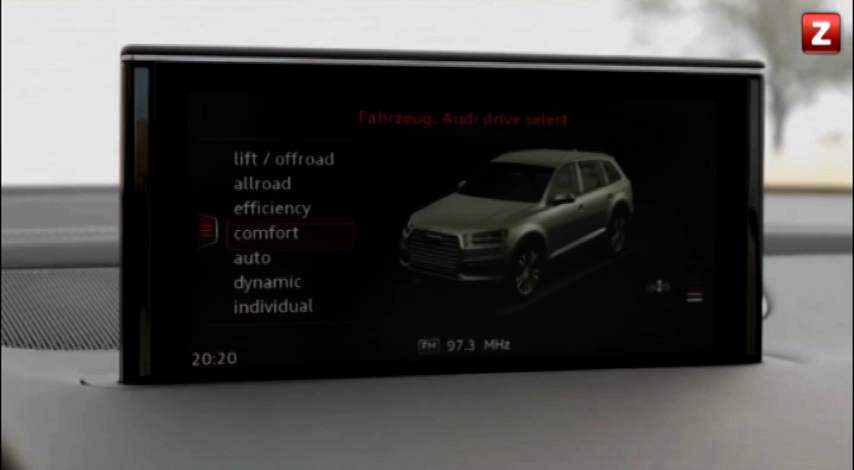 Z
Fahrzeug: Audi drive select
lift / offroad
allroad
efficiency
comfort
auto
dynamic
individual
FM 97.3 MHz
20:20